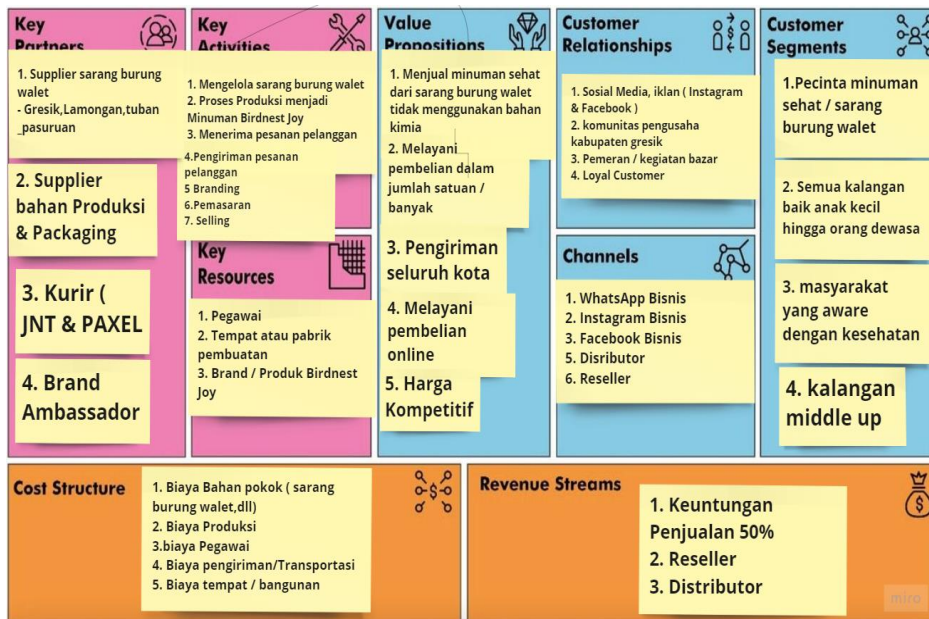 Key
Partners
1. Supplier sarang burung
walet
- Gresik,Lamongan,tuban
_pasuruan
2. Supplier
bahan Produksi
& Packaging
3. Kurir (
JNT & PAXEL
4. Brand
Ambassador
Key
Activities
1. Mengelola sarang burung walet
2. Proses Produksi menjadi
Minuman Birdnest Joy
3. Menerima pesanan pelanggan
4.Pengiriman pesanan
pelanggan
5 Branding
6.Pemasaran
7. Selling
Key
Resources
1. Pegawai
2. Tempat atau pabrik
pembuatan
3. Brand / Produk Birdnest
Joy
Value
Propositions
1. Menjual minuman sehat
dari sarang burung walet
tidak menggunakan bahan
kimia
2. Melayani
pembelian dalam
jumlah satuan /
banyak
3. Pengiriman
seluruh kota
4. Melayani
pembelian
online
5. Harga
Kompetitif
Customer
Relationships
1. Sosial Media, iklan ( Instagram
& Facebook )
2. komunitas pengusaha
kabupaten gresik
3. Pemeran / kegiatan bazar
4. Loyal Customer
Channels
1. WhatsApp Bisnis
2. Instagram Bisnis
3. Facebook Bisnis
5. Disributor
6. Reseller
Customer
Segments
1.Pecinta minuman
sehat / sarang
burung walet
2. Semua kalangan
baik anak kecil
hingga orang dewasa
3. masyarakat
yang aware
dengan kesehatan
4. kalangan
middle up
Cost Structure
1. Biaya Bahan pokok ( sarang
burung walet,dll)
2. Biaya Produksi
3.biaya Pegawai
4. Biaya pengiriman/Transportasi
5. Biaya tempat / bangunan
Revenue Streams
1. Keuntungan
Penjualan 50%
2. Reseller
3. Distributor
miro